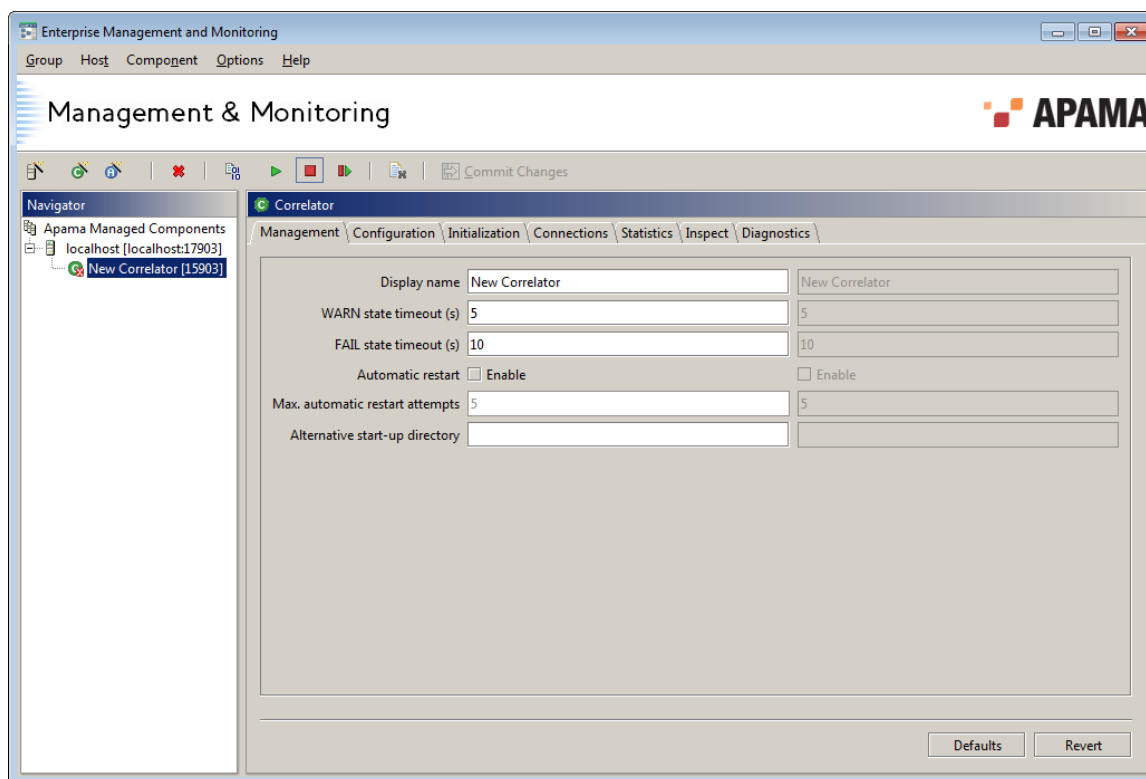 Enterprise Management and Monitoring
Group Host Component Options Help
Management & Monitoring
APAMA
Commit Changes
Navigator
Correlator
Apama Managed Components
localhost [localhost:17903]
New Correlator [15903]
Management Configuration Initialization Connections Statistics Inspect Diagnostics
Display name New Correlator New Correlator
WARN state timeout (s) 5 5
FAIL state timeout (s) 10 10
Automatic restart Enable Enable
Max. automatic restart attempts 5 5
Alternative start-up directory
Defaults Revert